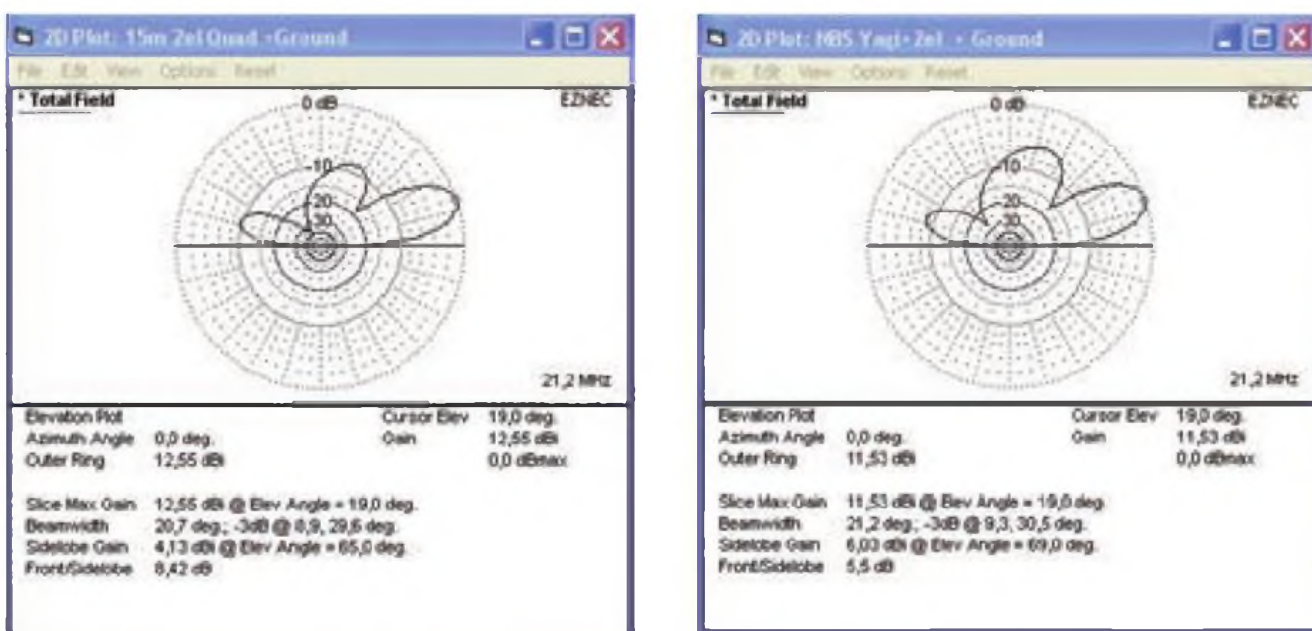 2D Plot: 15m 2el Quad -Ground
File Edit View Options Reset
* Total Field
0 dB
EZNEC
-10
-20
-30
21,2 MHz
Elevation Plot
Azimuth Angle 0,0 deg.
Outer Ring 12,55 dBi
Cursor Elev 19,0 deg.
Gain 12,55 dBi
0,0 dBmax
Slice Max Gain 12,55 dBi @ Elev Angle = 19,0 deg.
Beamwidth 20,7 deg.; -3dB @ 8,9, 29,6 deg.
Sidelobe Gain 4,13 dBi @ Elev Angle = 65,0 deg.
Front/Sidelobe 8,42 dB
2D Plot: NBS Yagi-2el - Ground
File Edit View Options Reset
* Total Field
0 dB
EZNEC
-10
-20
-30
21,2 MHz
Elevation Plot
Azimuth Angle 0,0 deg.
Outer Ring 11,53 dBi
Cursor Elev 19,0 deg.
Gain 11,53 dBi
0,0 dBmax
Slice Max Gain 11,53 dBi @ Elev Angle = 19,0 deg.
Beamwidth 21,2 deg.; -3dB @ 9,3, 30,5 deg.
Sidelobe Gain 6,03 dBi @ Elev Angle = 69,0 deg.
Front/Sidelobe 5,5 dB